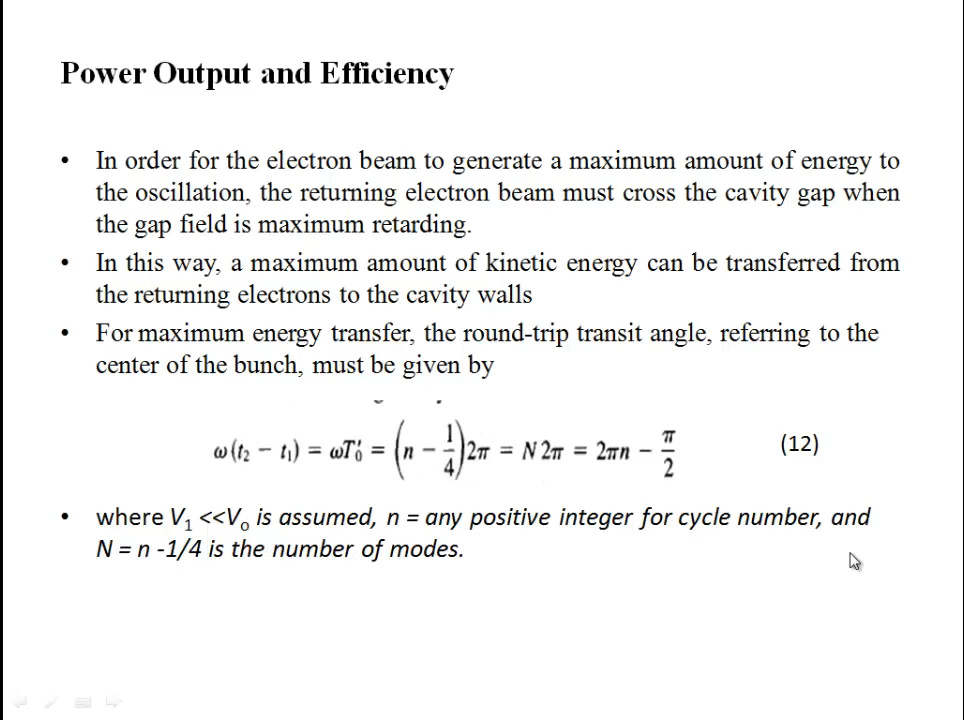 Power Output and Efficiency
• In order for the electron beam to generate a maximum amount of energy to
the oscillation, the returning electron beam must cross the cavity gap when
the gap field is maximum retarding.
• In this way, a maximum amount of kinetic energy can be transferred from
the returning electrons to the cavity walls
• For maximum energy transfer, the round-trip transit angle, referring to the
center of the bunch, must be given by
ω(t₂ − t₁) = ωT₀′ = (n − 1/4)2π = N2π = 2πn − π/2 (12)
• where V₁ <<Vₒ is assumed, n = any positive integer for cycle number, and
N = n -1/4 is the number of modes.